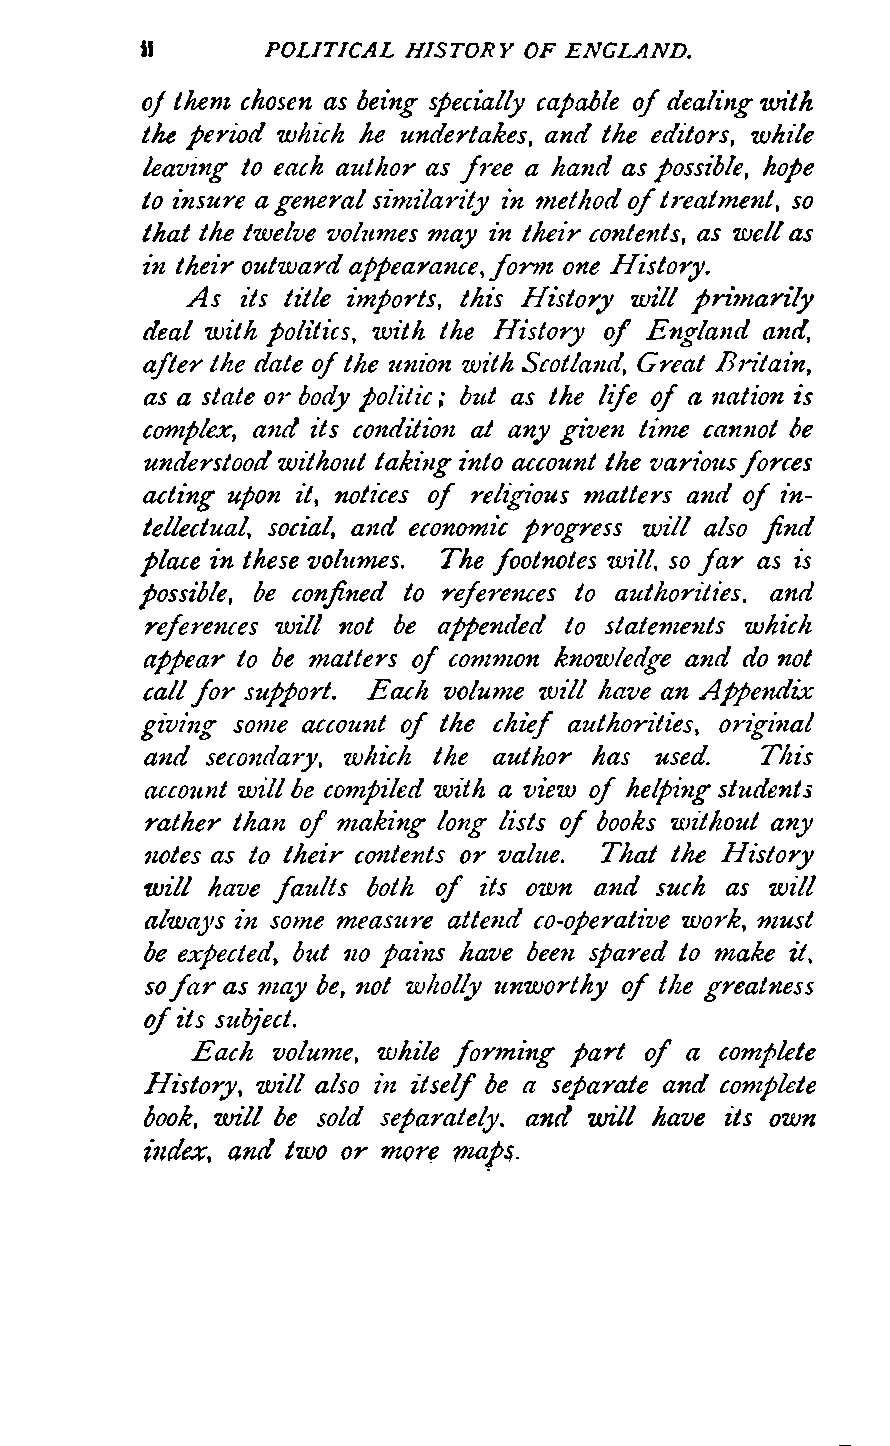 ii POLITICAL HISTORY OF ENGLAND.
of them chosen as being specially capable of dealing with
the period which he undertakes, and the editors, while
leaving to each author as free a hand as possible, hope
to insure a general similarity in method of treatment, so
that the twelve volumes may in their contents, as well as
in their outward appearance, form one History.
As its title imports, this History will primarily
deal with politics, with the History of England and,
after the date of the union with Scotland, Great Britain,
as a state or body politic; but as the life of a nation is
complex, and its condition at any given time cannot be
understood without taking into account the various forces
acting upon it, notices of religious matters and of in-
tellectual, social, and economic progress will also find
place in these volumes. The footnotes will, so far as is
possible, be confined to references to authorities, and
references will not be appended to statements which
appear to be matters of common knowledge and do not
call for support. Each volume will have an Appendix
giving some account of the chief authorities, original
and secondary, which the author has used. This
account will be compiled with a view of helping students
rather than of making long lists of books without any
notes as to their contents or value. That the History
will have faults both of its own and such as will
always in some measure attend co-operative work, must
be expected, but no pains have been spared to make it,
so far as may be, not wholly unworthy of the greatness
of its subject.
Each volume, while forming part of a complete
History, will also in itself be a separate and complete
book, will be sold separately, and will have its own
index, and two or more maps.